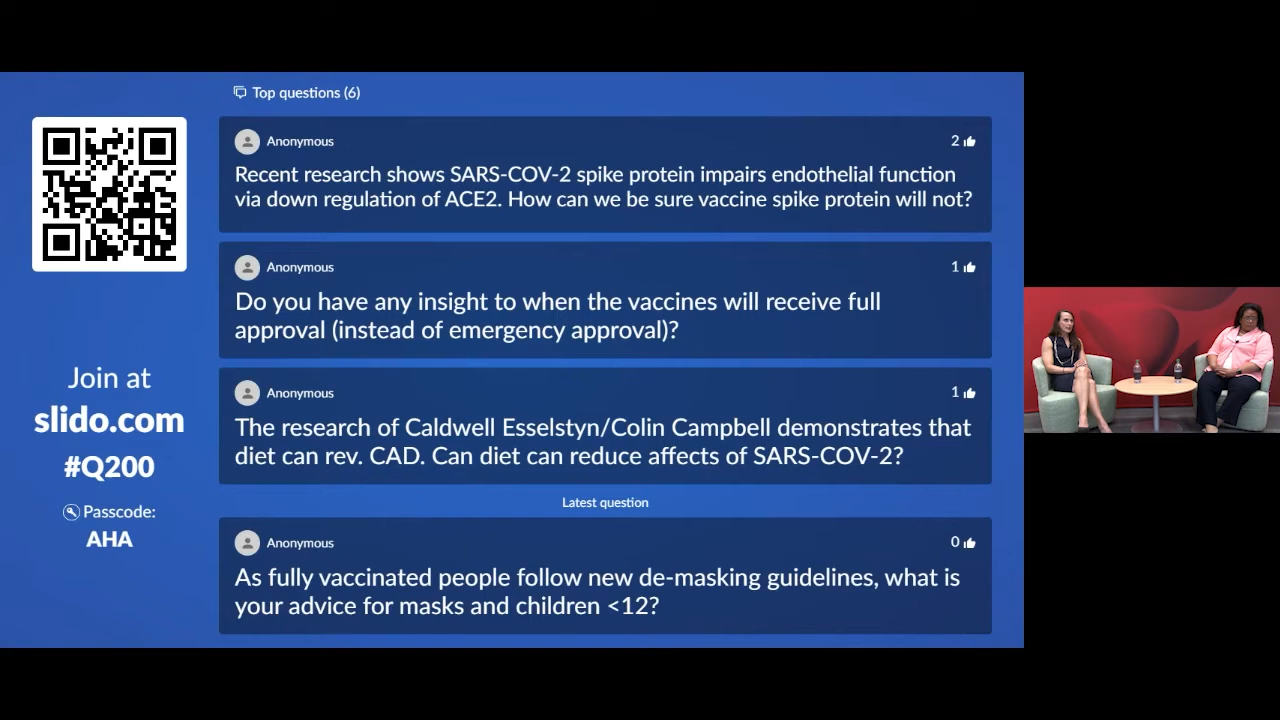 Top questions (6)
Anonymous
2
Recent research shows SARS-COV-2 spike protein impairs endothelial function
via down regulation of ACE2. How can we be sure vaccine spike protein will not?
Anonymous
1
Do you have any insight to when the vaccines will receive full
approval (instead of emergency approval)?
Anonymous
1
The research of Caldwell Esselstyn/Colin Campbell demonstrates that
diet can rev. CAD. Can diet can reduce affects of SARS-COV-2?
Latest question
Anonymous
0
As fully vaccinated people follow new de-masking guidelines, what is
your advice for masks and children <12?
Join at
slido.com
#Q200
Passcode:
AHA